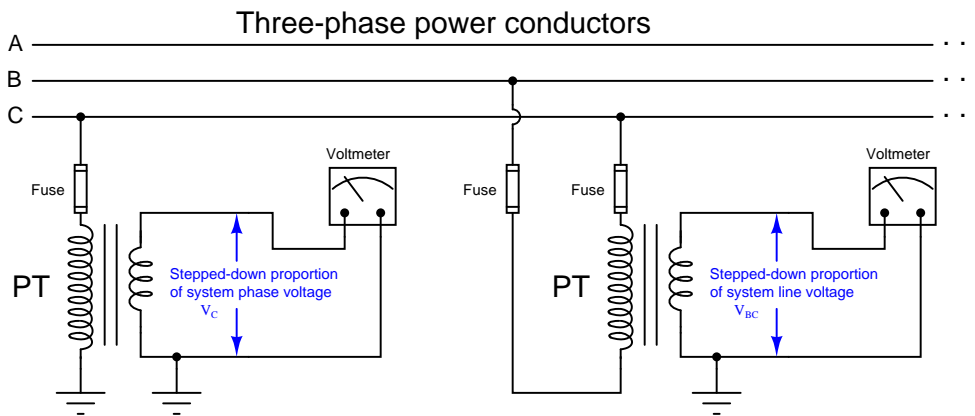 Three-phase power conductors
A
B
C
Fuse
Voltmeter
PT
Stepped-down proportion
of system phase voltage
VC
Fuse
Fuse
Voltmeter
PT
Stepped-down proportion
of system line voltage
VBC